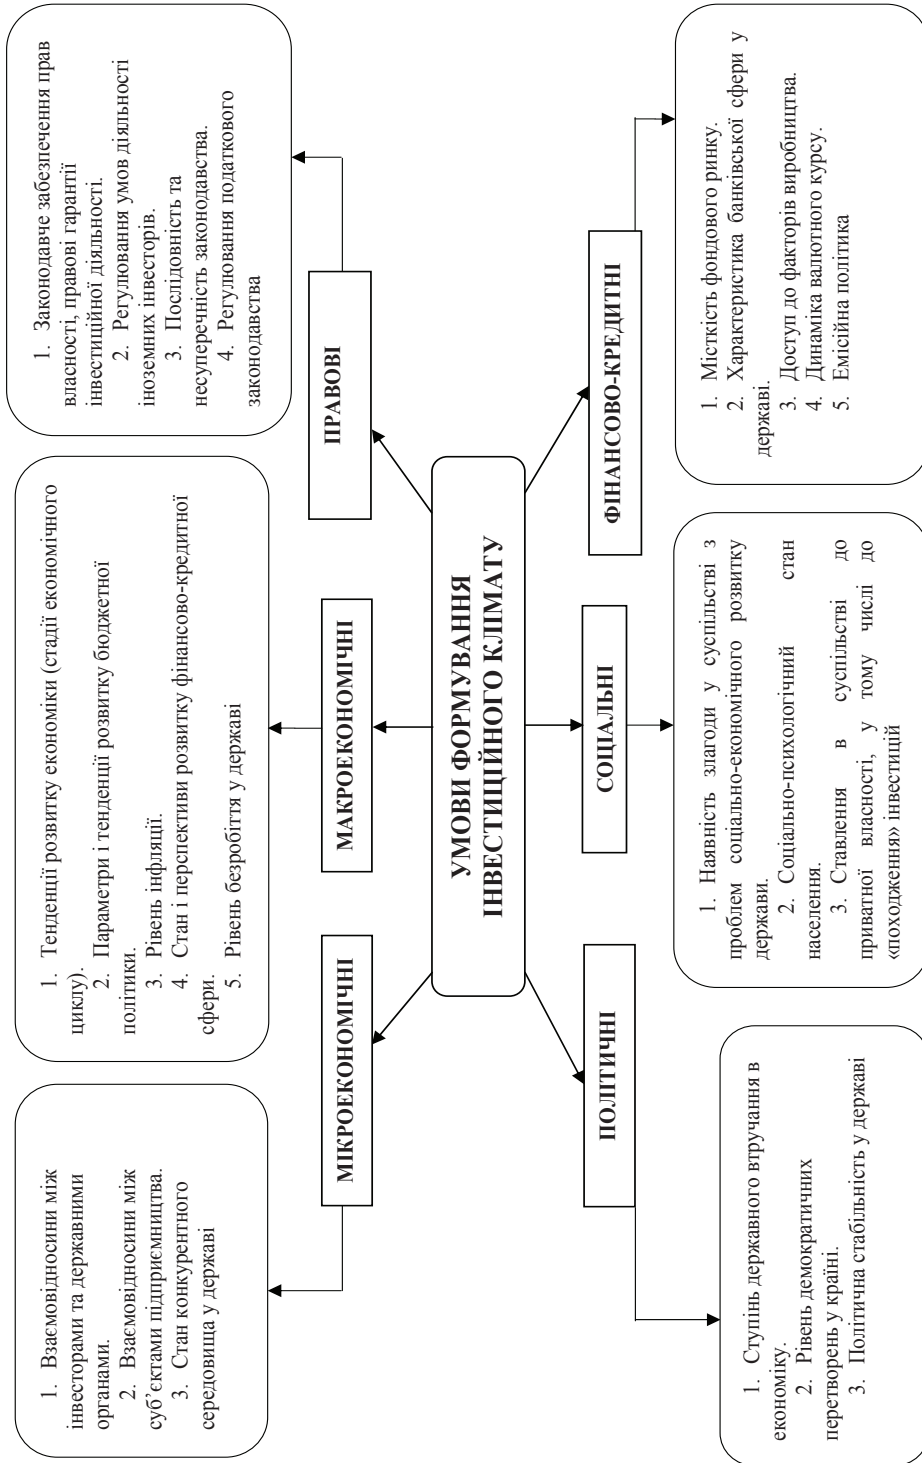 1. Взаємовідносини між
інвесторами та державними
органами.
2. Взаємовідносини між
суб’єктами підприємництва.
3. Стан конкурентного
середовища у державі
1. Тенденції розвитку економіки (стадії економічного
циклу).
2. Параметри і тенденції розвитку бюджетної
політики.
3. Рівень інфляції.
4. Стан і перспективи розвитку фінансово-кредитної
сфери.
5. Рівень безробіття у державі
1. Законодавче забезпечення прав
власності, правові гарантії
інвестиційної діяльності.
2. Регулювання умов діяльності
іноземних інвесторів.
3. Послідовність та
несуперечність законодавства.
4. Регулювання податкового
законодавства
МІКРОЕКОНОМІЧНІ
МАКРОЕКОНОМІЧНІ
ПРАВОВІ
УМОВИ ФОРМУВАННЯ
ІНВЕСТИЦІЙНОГО КЛІМАТУ
ПОЛІТИЧНІ
СОЦІАЛЬНІ
ФІНАНСОВО-КРЕДИТНІ
1. Ступінь державного втручання в
економіку.
2. Рівень демократичних
перетворень у країні.
3. Політична стабільність у державі
1. Наявність злагоди у суспільстві з
проблем соціально-економічного розвитку
держави.
2. Соціально-психологічний стан
населення.
3. Ставлення в суспільстві до
приватної власності, у тому числі до
«походження» інвестицій
1. Місткість фондового ринку.
2. Характеристика банківської сфери у
державі.
3. Доступ до факторів виробництва.
4. Динаміка валютного курсу.
5. Емісійна політика